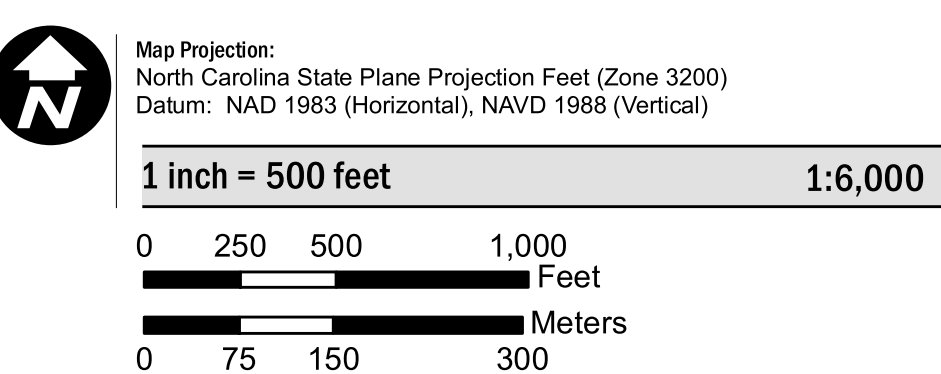 N
Map Projection:
North Carolina State Plane Projection Feet (Zone 3200)
Datum:  NAD 1983 (Horizontal), NAVD 1988 (Vertical)
1 inch = 500 feet 1:6,000
0 250 500 1,000
Feet
Meters
0 75 150 300